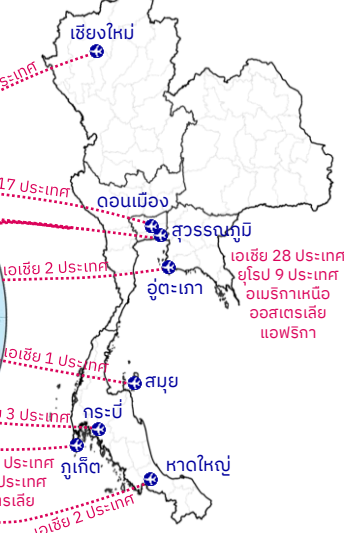 เชียงใหม่
ประเทศ
17 ประเทศ
ดอนเมือง
สุวรรณภูมิ
เอเชีย 28 ประเทศ
ยุโรป 9 ประเทศ
อเมริกาเหนือ
ออสเตรเลีย
แอฟริกา
เอเชีย 2 ประเทศ
อู่ตะเภา
เอเชีย 1 ประเทศ
สมุย
3 ประเทศ
กระบี่
ภูเก็ต
ประเทศ
ประเทศ
หาดใหญ่
เอเชีย 2 ประเทศ